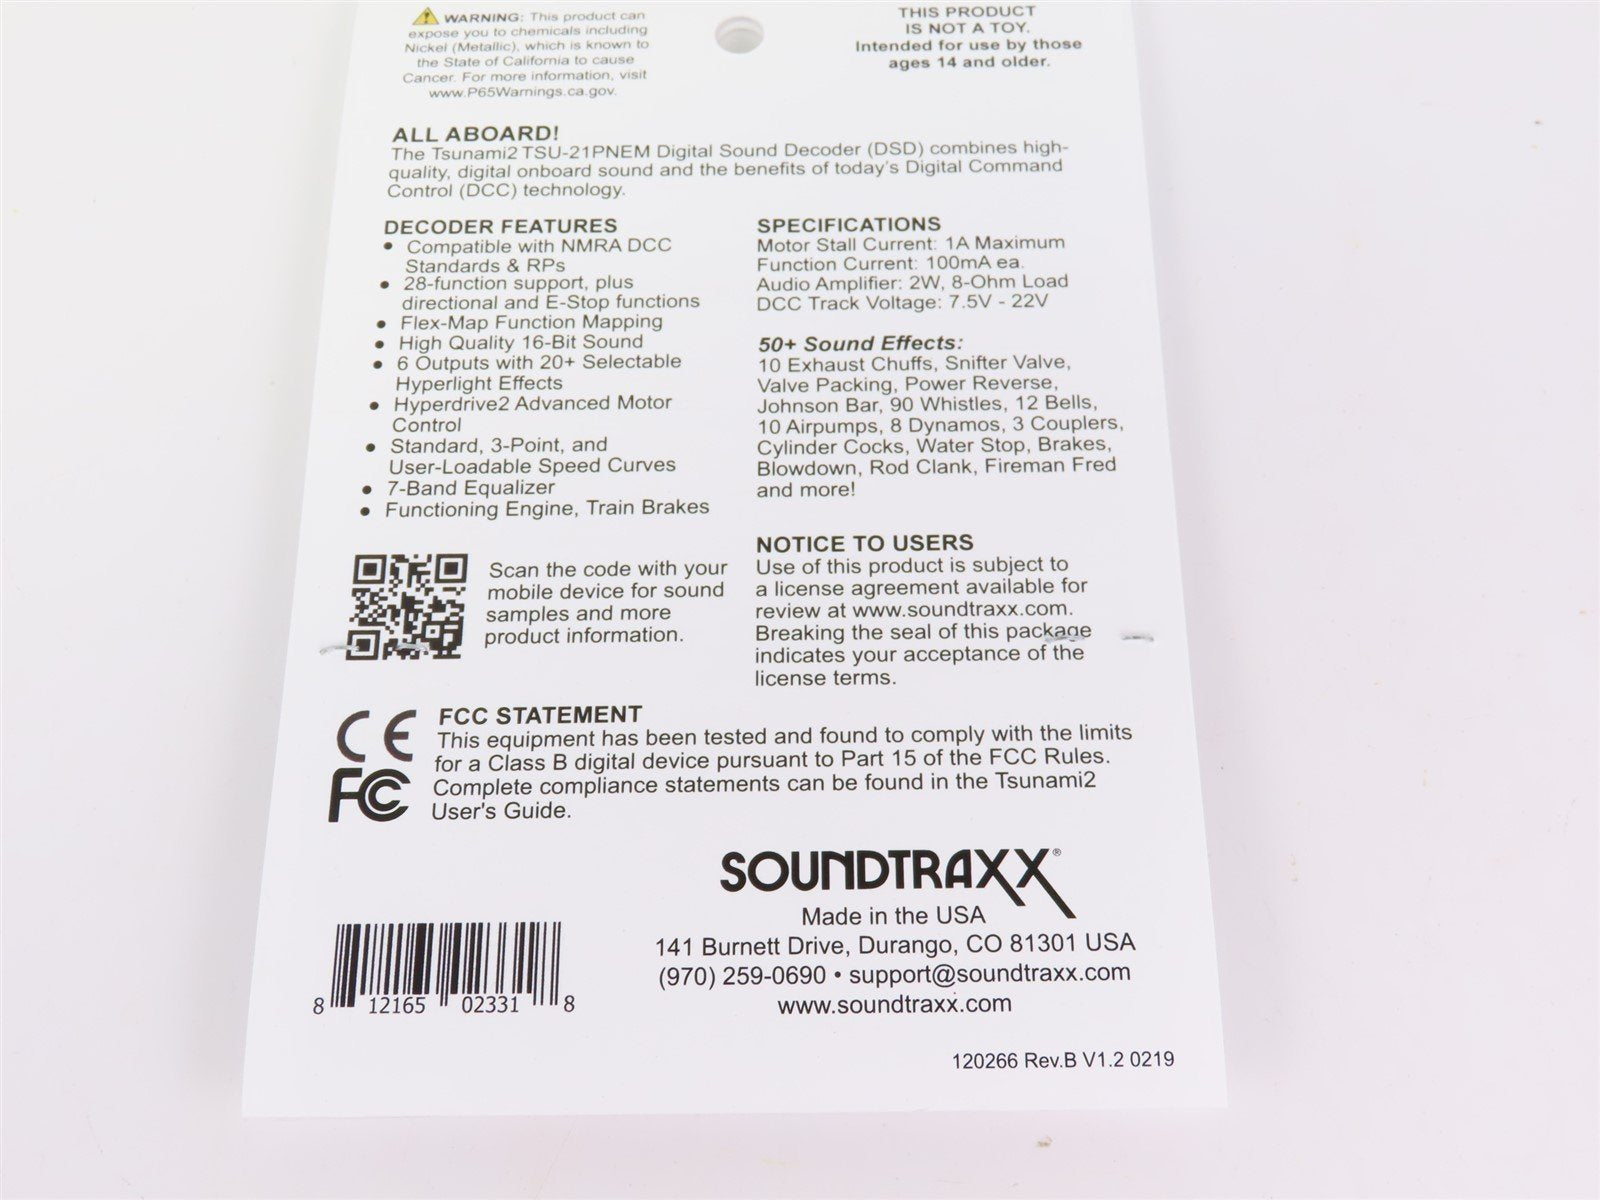 WARNING: This product can
expose you to chemicals including
Nickel (Metallic), which is known to
the State of California to cause
Cancer. For more information, visit
www.P65Warnings.ca.gov.
THIS PRODUCT
IS NOT A TOY.
Intended for use by those
ages 14 and older.
ALL ABOARD!
The Tsunami2 TSU-21PNEM Digital Sound Decoder (DSD) combines high-
quality, digital onboard sound and the benefits of today's Digital Command
Control (DCC) technology.
DECODER FEATURES
• Compatible with NMRA DCC
Standards & RPs
• 28-function support, plus
directional and E-Stop functions
• Flex-Map Function Mapping
• High Quality 16-Bit Sound
• 6 Outputs with 20+ Selectable
Hyperlight Effects
• Hyperdrive2 Advanced Motor
Control
• Standard, 3-Point, and
User-Loadable Speed Curves
• 7-Band Equalizer
• Functioning Engine, Train Brakes
SPECIFICATIONS
Motor Stall Current: 1A Maximum
Function Current: 100mA ea.
Audio Amplifier: 2W, 8-Ohm Load
DCC Track Voltage: 7.5V - 22V
50+ Sound Effects:
10 Exhaust Chuffs, Snifter Valve,
Valve Packing, Power Reverse,
Johnson Bar, 90 Whistles, 12 Bells,
10 Airpumps, 8 Dynamos, 3 Couplers,
Cylinder Cocks, Water Stop, Brakes,
Blowdown, Rod Clank, Fireman Fred
and more!
Scan the code with your
mobile device for sound
samples and more
product information.
NOTICE TO USERS
Use of this product is subject to
a license agreement available for
review at www.soundtraxx.com.
Breaking the seal of this package
indicates your acceptance of the
license terms.
CE
FC
FCC STATEMENT
This equipment has been tested and found to comply with the limits
for a Class B digital device pursuant to Part 15 of the FCC Rules.
Complete compliance statements can be found in the Tsunami2
User's Guide.
SOUNDTRAXX®
Made in the USA
141 Burnett Drive, Durango, CO 81301 USA
(970) 259-0690 • support@soundtraxx.com
www.soundtraxx.com
8 12165 02331 8
120266 Rev.B V1.2 0219